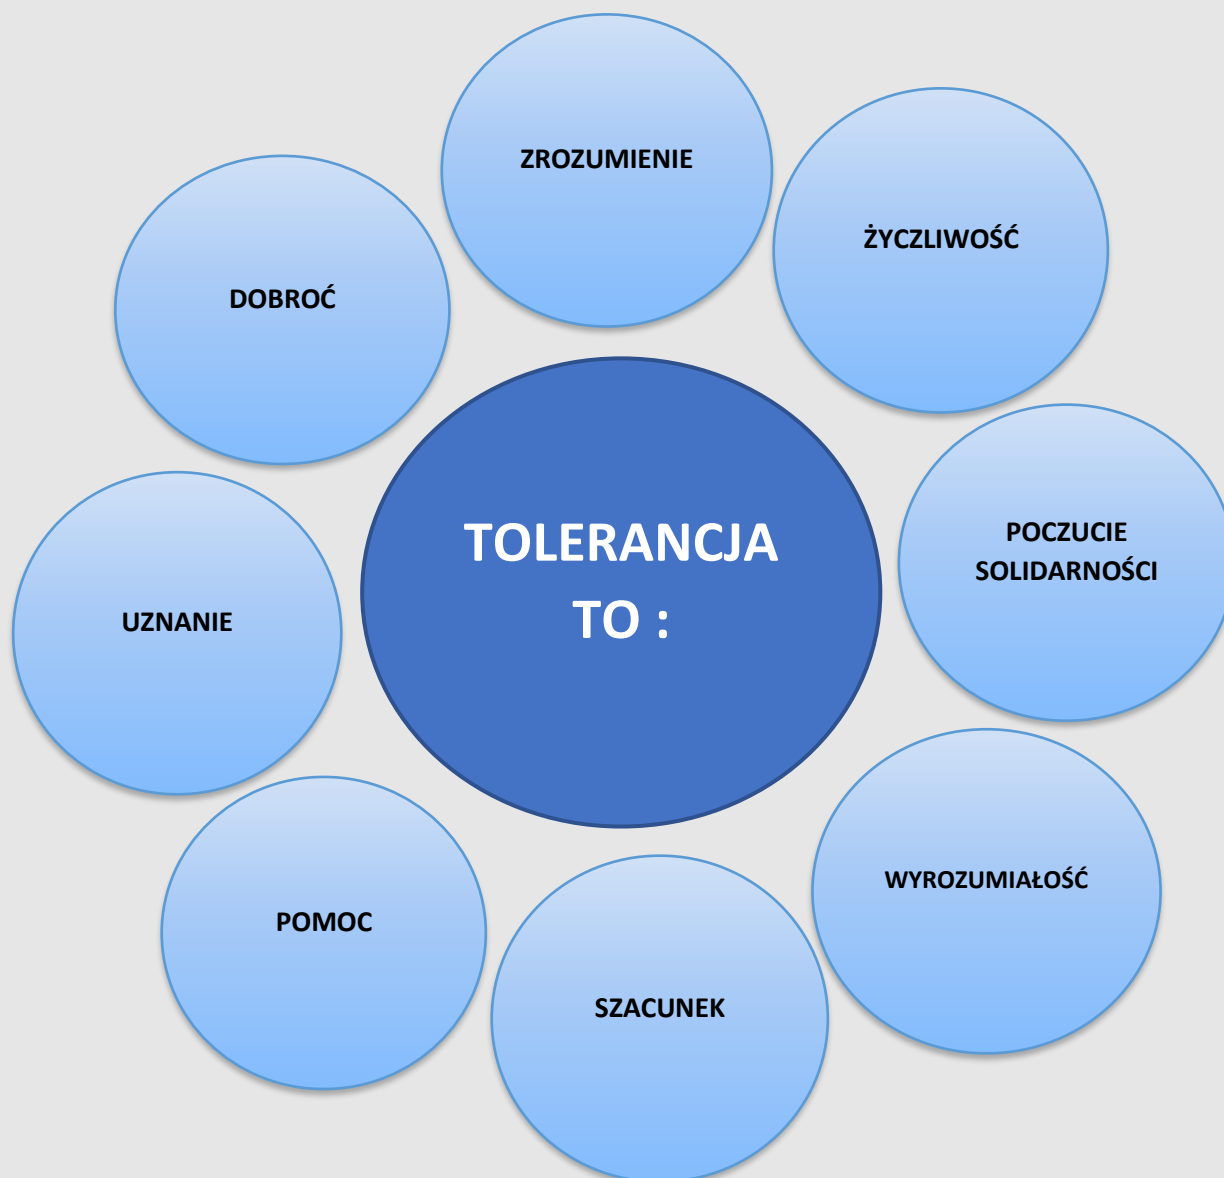 ZROZUMIENIE
ŻYCZLIWOŚĆ
DOBROĆ
TOLERANCJA
TO :
POCZUCIE
SOLIDARNOŚCI
UZNANIE
WYROZUMIAŁOŚĆ
POMOC
SZACUNEK